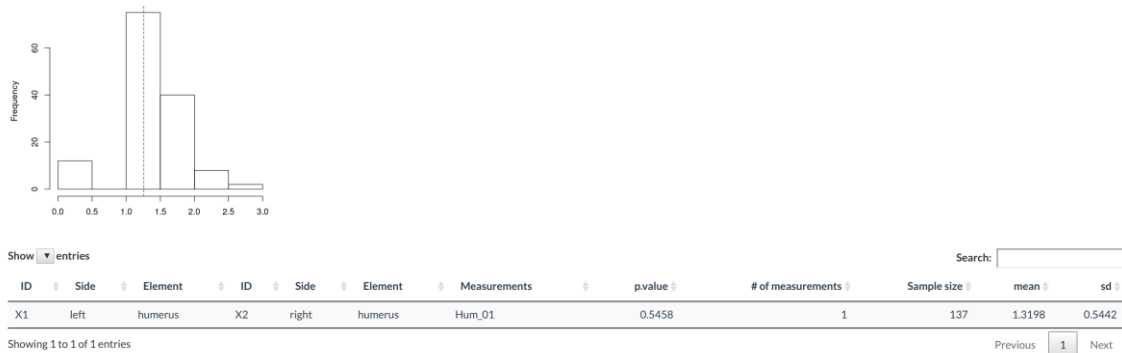 60
40
20
0
Frequency
0.0 0.5 1.0 1.5 2.0 2.5 3.0
Show entries
Search:
ID Side Element ID Side Element Measurements p.value # of measurements Sample size mean sd
X1 left humerus X2 right humerus Hum_01 0.5458 1 137 1.3198 0.5442
Showing 1 to 1 of 1 entries
Previous 1 Next